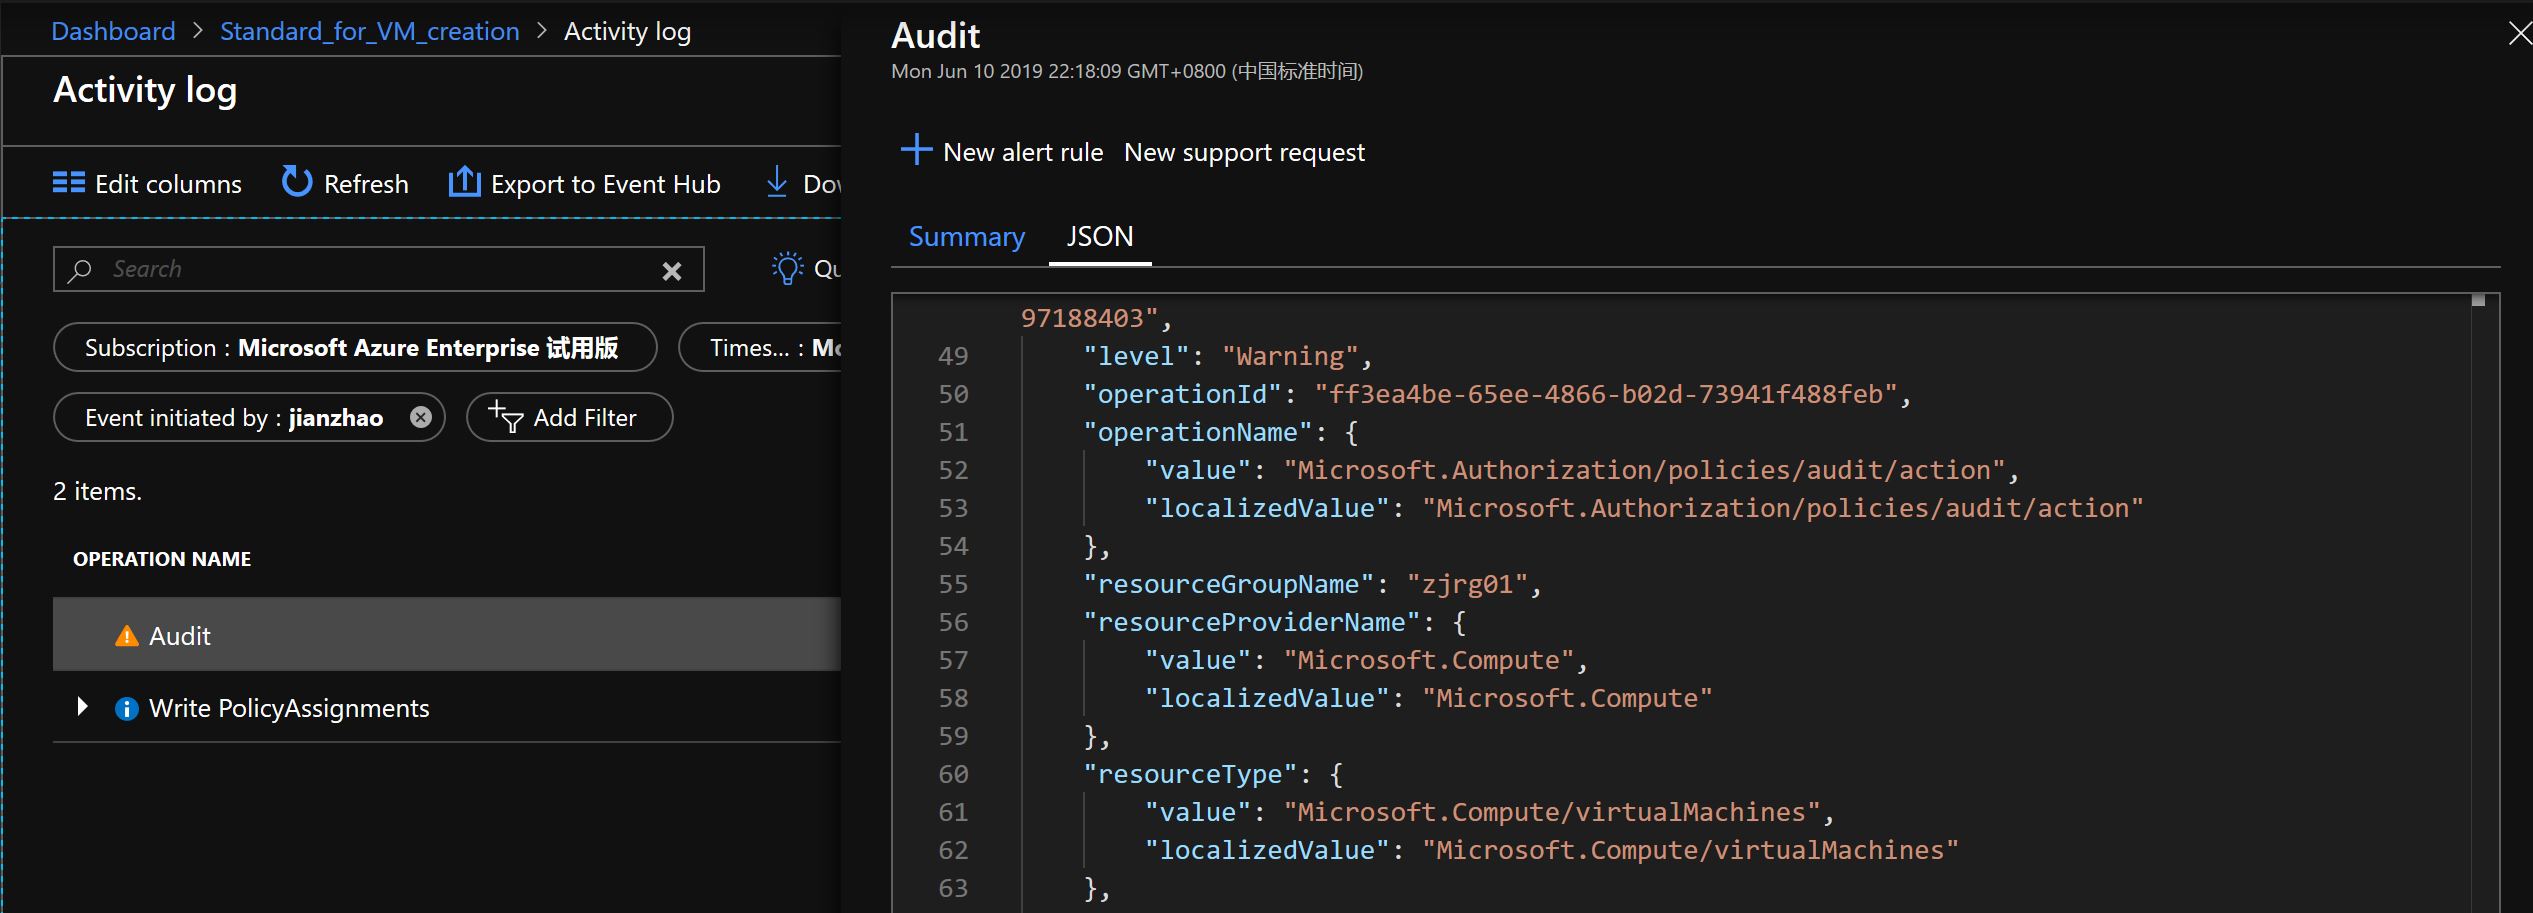 Dashboard > Standard_for_VM_creation > Activity log
Activity log
Edit columns Refresh Export to Event Hub
Search
Subscription : Microsoft Azure Enterprise 试用版 Times... :
Event initiated by : jianzhao Add Filter
2 items.
OPERATION NAME
Audit
Write PolicyAssignments
Audit
Mon Jun 10 2019 22:18:09 GMT+0800 (中国标准时间)
New alert rule New support request
Summary JSON
97188403",
49 "level": "Warning",
50 "operationId": "ff3ea4be-65ee-4866-b02d-73941f488feb",
51 "operationName": {
52 "value": "Microsoft.Authorization/policies/audit/action",
53 "localizedValue": "Microsoft.Authorization/policies/audit/action"
54 },
55 "resourceGroupName": "zjrg01",
56 "resourceProviderName": {
57 "value": "Microsoft.Compute",
58 "localizedValue": "Microsoft.Compute"
59 },
60 "resourceType": {
61 "value": "Microsoft.Compute/virtualMachines",
62 "localizedValue": "Microsoft.Compute/virtualMachines"
63 },